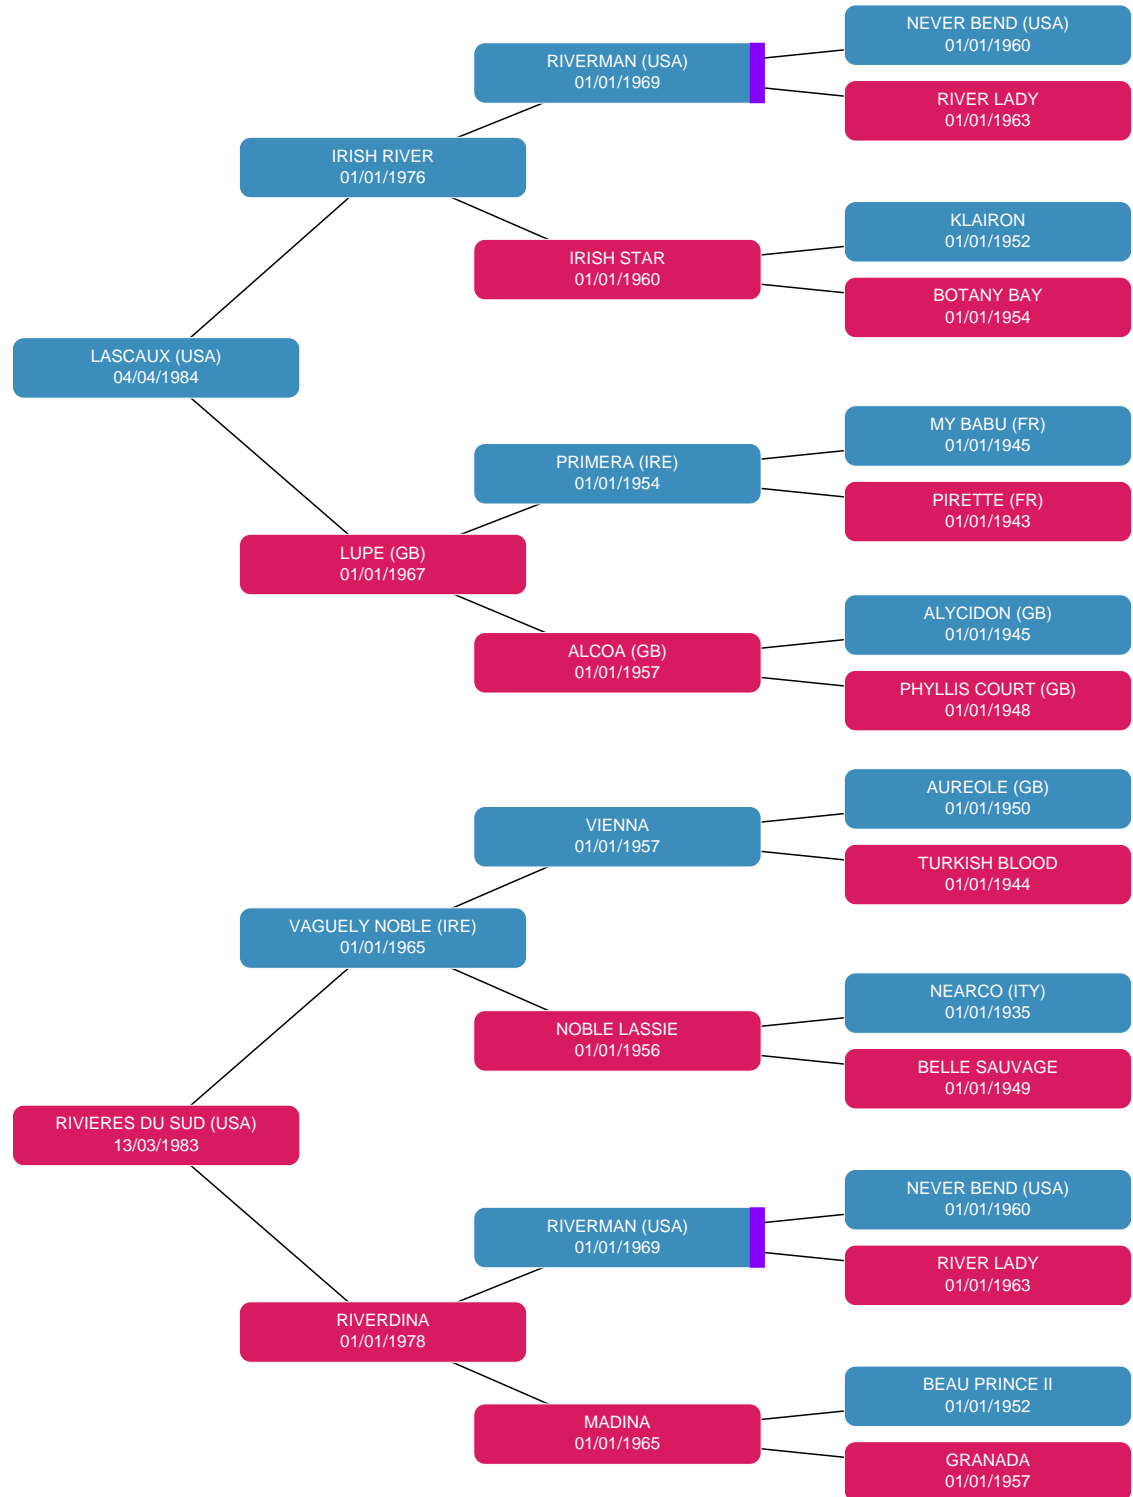 NEVER BEND (USA)
01/01/1960
RIVERMAN (USA)
01/01/1969
RIVER LADY
01/01/1963
IRISH RIVER
01/01/1976
KLAIRON
01/01/1952
IRISH STAR
01/01/1960
BOTANY BAY
01/01/1954
LASCAUX (USA)
04/04/1984
MY BABU (FR)
01/01/1945
PRIMERA (IRE)
01/01/1954
PIRETTE (FR)
01/01/1943
LUPE (GB)
01/01/1967
ALYCIDON (GB)
01/01/1945
ALCOA (GB)
01/01/1957
PHYLLIS COURT (GB)
01/01/1948
AUREOLE (GB)
01/01/1950
VIENNA
01/01/1957
TURKISH BLOOD
01/01/1944
VAGUELY NOBLE (IRE)
01/01/1965
NEARCO (ITY)
01/01/1935
NOBLE LASSIE
01/01/1956
BELLE SAUVAGE
01/01/1949
RIVIERES DU SUD (USA)
13/03/1983
NEVER BEND (USA)
01/01/1960
RIVERMAN (USA)
01/01/1969
RIVER LADY
01/01/1963
RIVERDINA
01/01/1978
BEAU PRINCE II
01/01/1952
MADINA
01/01/1965
GRANADA
01/01/1957